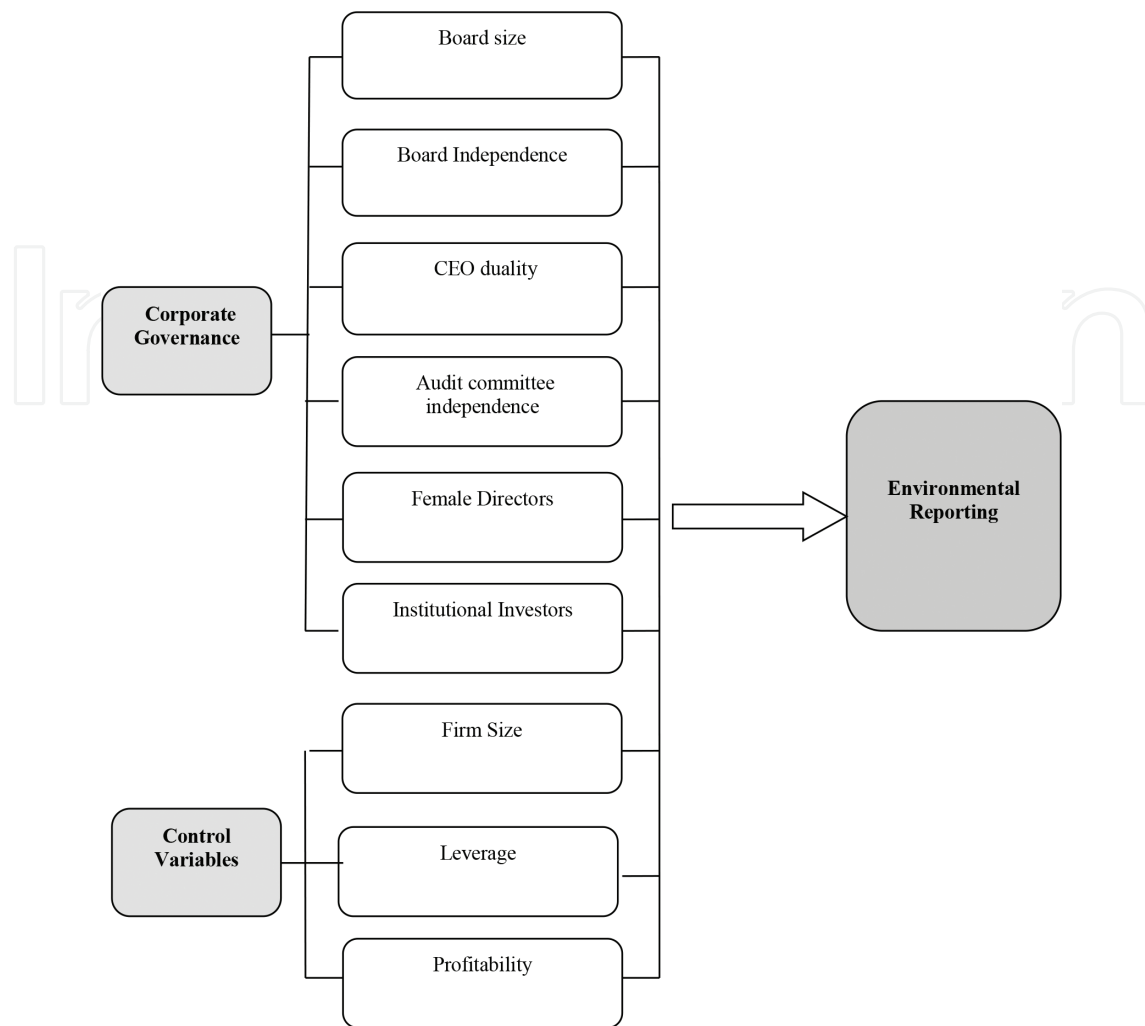 Board size
Board Independence
CEO duality
Corporate
Governance
Audit committee
independence
Female Directors
Environmental
Reporting
Institutional Investors
Firm Size
Control
Variables
Leverage
Profitability